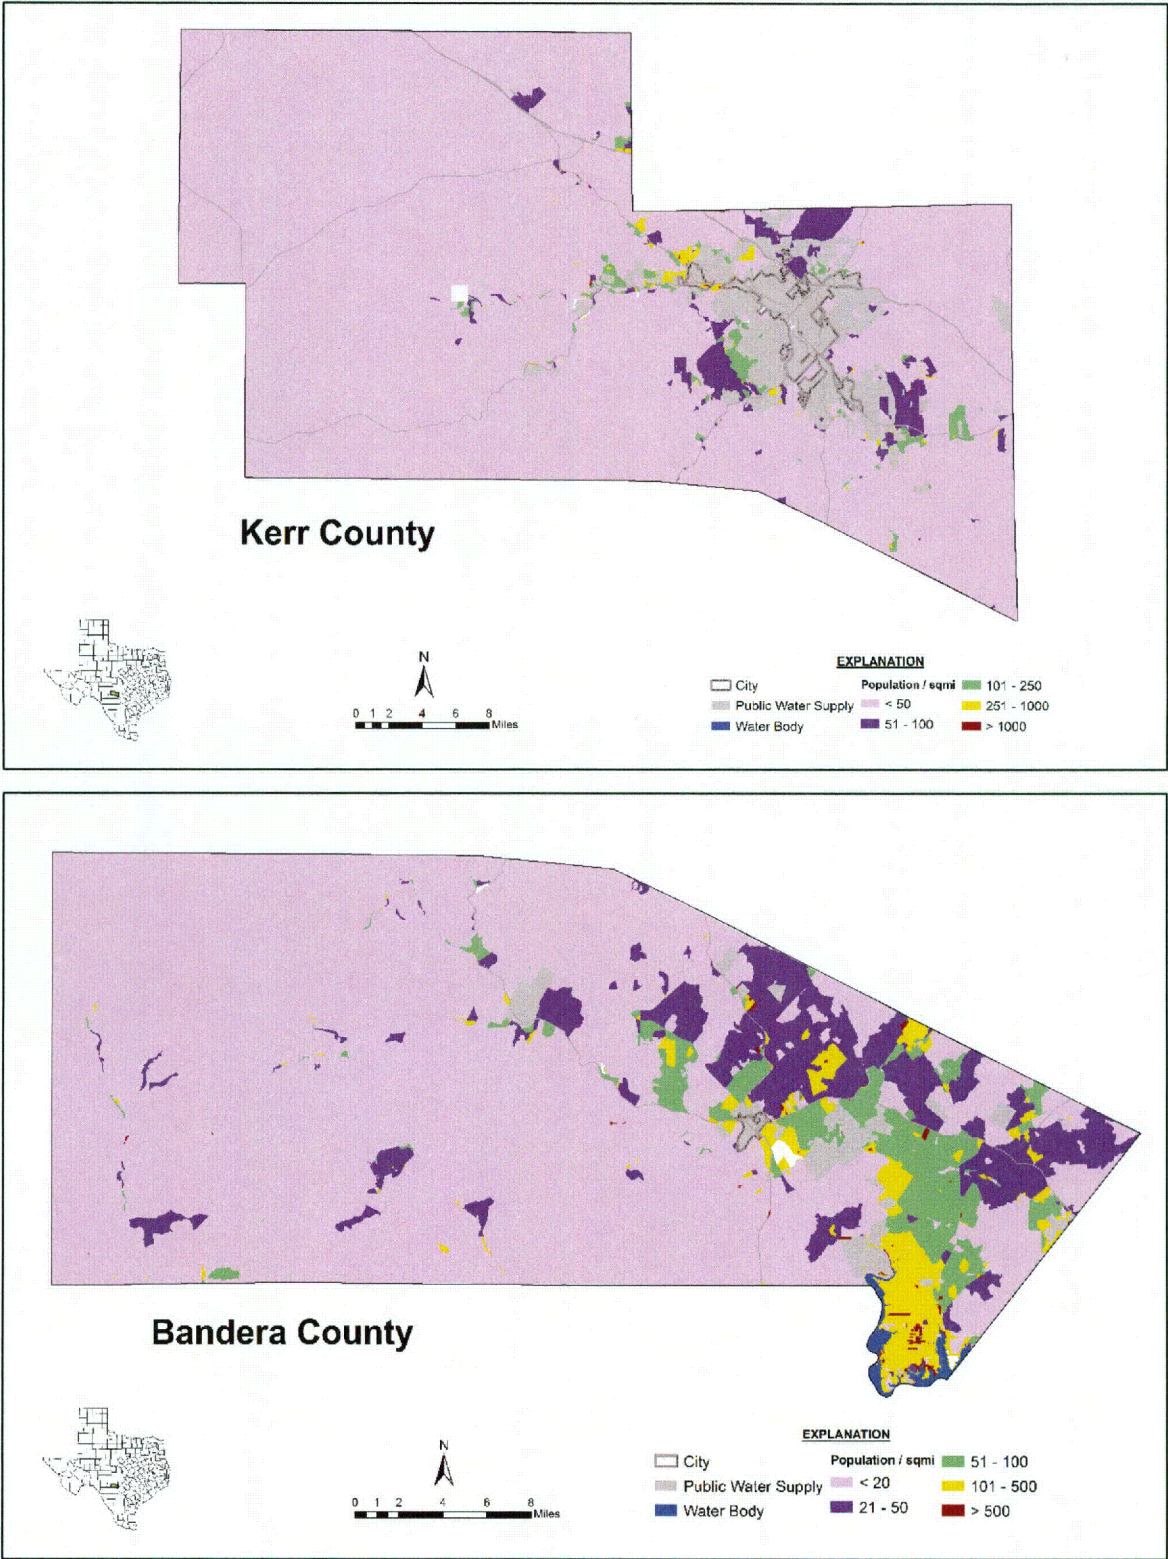 Kerr County
N
0 1 2 4 6 8
Miles
EXPLANATION
City
Public Water Supply
Water Body
Population / sqmi
< 50
51 - 100
101 - 250
251 - 1000
> 1000
Bandera County
N
0 1 2 4 6 8
Miles
EXPLANATION
City
Public Water Supply
Water Body
Population / sqmi
< 20
21 - 50
51 - 100
101 - 500
> 500